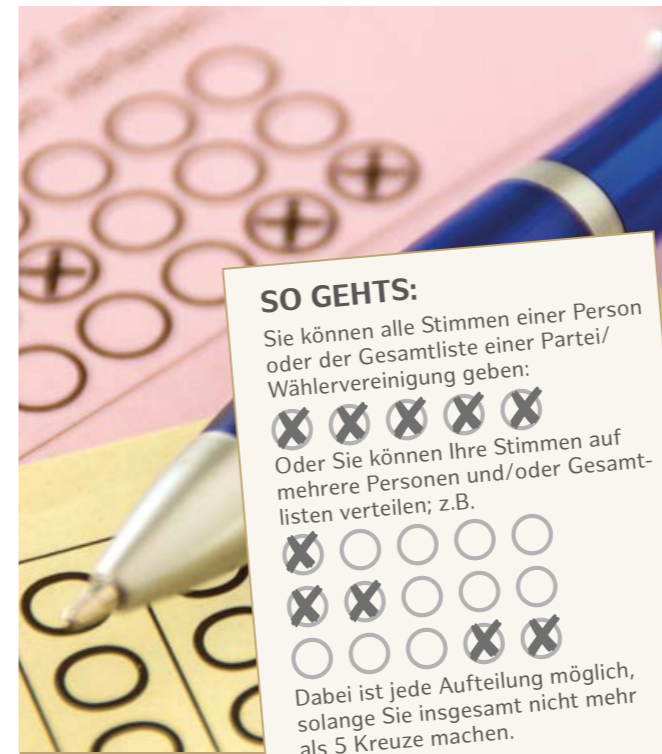 SO GEHTS:
Sie können alle Stimmen einer Person
oder der Gesamtliste einer Partei/
Wählervereinigung geben:
Oder Sie können Ihre Stimmen auf
mehrere Personen und/oder Gesamt-
listen verteilen; z.B.
Dabei ist jede Aufteilung möglich,
solange Sie insgesamt nicht mehr
als 5 Kreuze machen.